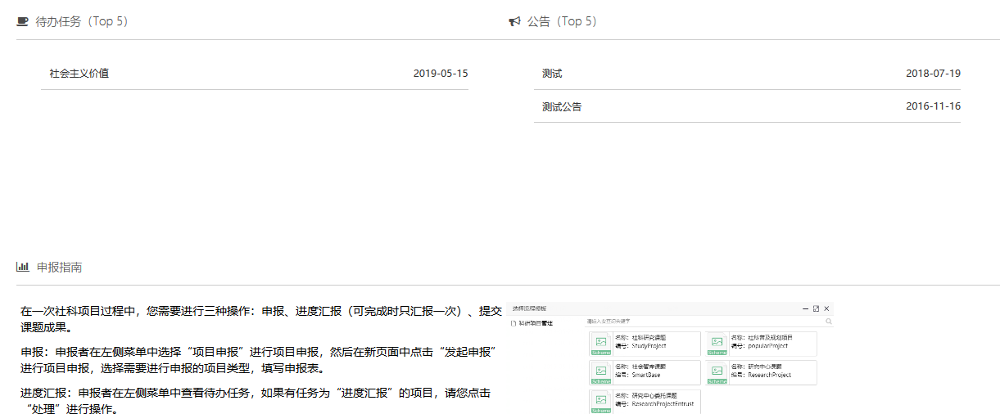 待办任务（Top 5）
社会主义价值 2019-05-15
公告（Top 5）
测试 2018-07-19
测试公告 2016-11-16
申报指南
在一次社科项目过程中，您需要进行三种操作：申报、进度汇报（可完成时只汇报一次）、提交
课题成果。
申报：申报者在左侧菜单中选择“项目申报”进行项目申报，然后在新页面中点击“发起申报”
进行项目申报，选择需要进行申报的项目类型，填写申报表。
进度汇报：申报者在左侧菜单中查看待办任务，如果有任务为“进度汇报”的项目，请您点击
“处理”进行操作。
选择流程模板
科研项目管理
请输入名称关键字
Scheme
名称：社科研究课题
编号：StudyProject
Scheme
名称：社科普及规划项目
编号：popularProject
Scheme
名称：社会智库课题
编号：SmartBase
Scheme
名称：研究中心课题
编号：ResearchProject
Scheme
名称：研究中心委托课题
编号：ResearchProjectEntrust